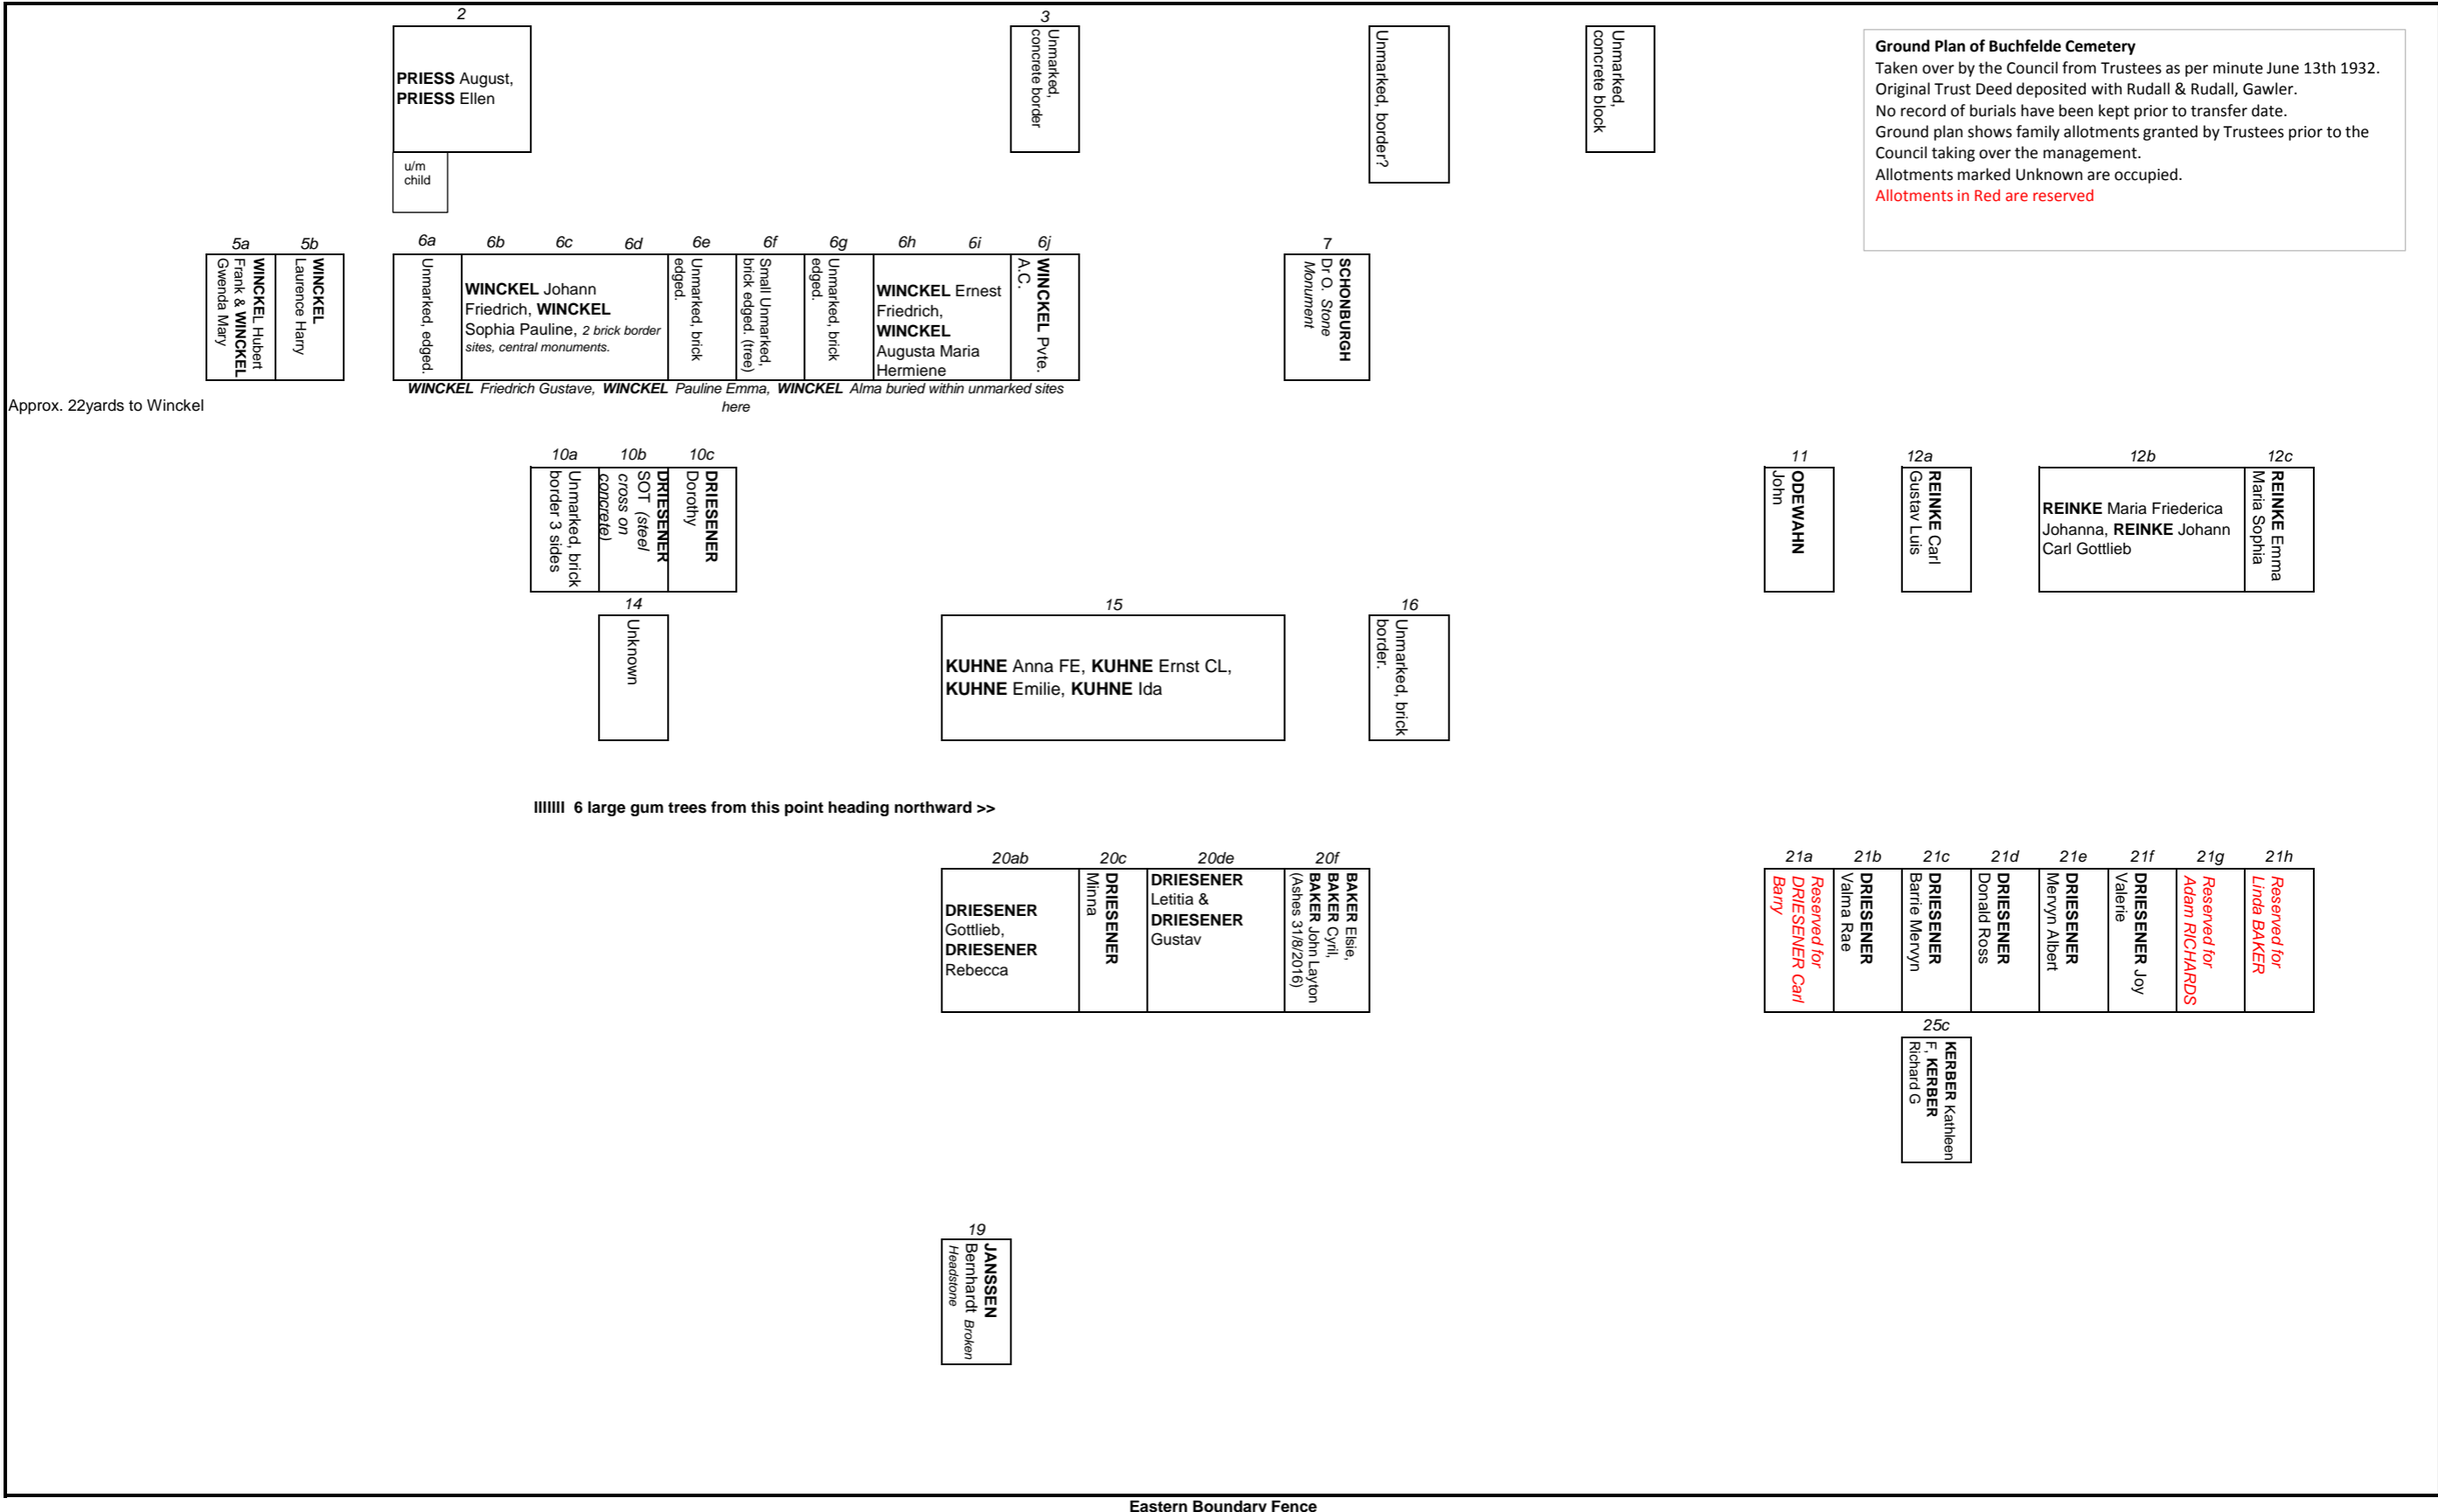 2
3
PRIESS August,
PRIESS Ellen
u/m
child
Unmarked,
concrete border
Unmarked, border?
Unmarked,
concrete block
Ground Plan of Buchfelde Cemetery
Taken over by the Council from Trustees as per minute June 13th 1932.
Original Trust Deed deposited with Rudall & Rudall, Gawler.
No record of burials have been kept prior to transfer date.
Ground plan shows family allotments granted by Trustees prior to the
Council taking over the management.
Allotments marked Unknown are occupied.
Allotments in Red are reserved
5a
WINCKEL Hubert
Frank & WINCKEL
Gwenda Mary
5b
WINCKEL
Laurence Harry
6a
Unmarked, edged.
6b
6c
6d
WINCKEL Johann
Friedrich, WINCKEL
Sophia Pauline, 2 brick border
sites, central monuments.
6e
Unmarked, brick
edged.
6f
Small Unmarked,
brick edged. (tree)
6g
Unmarked, brick
edged.
6h
6i
WINCKEL Ernest
Friedrich,
WINCKEL
Augusta Maria
Hermiene
6j
WINCKEL Pvte.
A.C.
7
SCHONBURGH
Dr O. Stone
Monument
WINCKEL Friedrich Gustave, WINCKEL Pauline Emma, WINCKEL Alma buried within unmarked sites
here
Approx. 22yards to Winckel
10a
Unmarked, brick
border 3 sides
10b
DRIESENER
SOT (steel
cross on
concrete)
10c
DRIESENER
Dorothy
11
ODEWAHN
John
12a
REINKE Carl
Gustav Luis
12b
REINKE Maria Friederica
Johanna, REINKE Johann
Carl Gottlieb
12c
REINKE Emma
Maria Sophia
14
Unknown
15
KUHNE Anna FE, KUHNE Ernst CL,
KUHNE Emilie, KUHNE Ida
16
Unmarked, brick
border.
IIIIIII 6 large gum trees from this point heading northward >>
20ab
DRIESENER
Gottlieb,
DRIESENER
Rebecca
20c
DRIESENER
Minna
20de
DRIESENER
Letitia &
DRIESENER
Gustav
20f
BAKER Elsie,
BAKER Cyril,
BAKER John Layton
(Ashes 31/8/2016)
21a
Reserved for
DRIESENER Carl
Barry
21b
DRIESENER
Valma Rae
21c
DRIESENER
Barrie Mervyn
21d
DRIESENER
Donald Ross
21e
DRIESENER
Mervyn Albert
21f
DRIESENER Joy
Valerie
21g
Reserved for
Adam RICHARDS
21h
Reserved for
Linda BAKER
25c
KERBER Kathleen
F, KERBER
Richard G
19
JANSSEN
Bernhardt Broken
Headstone
Eastern Boundary Fence